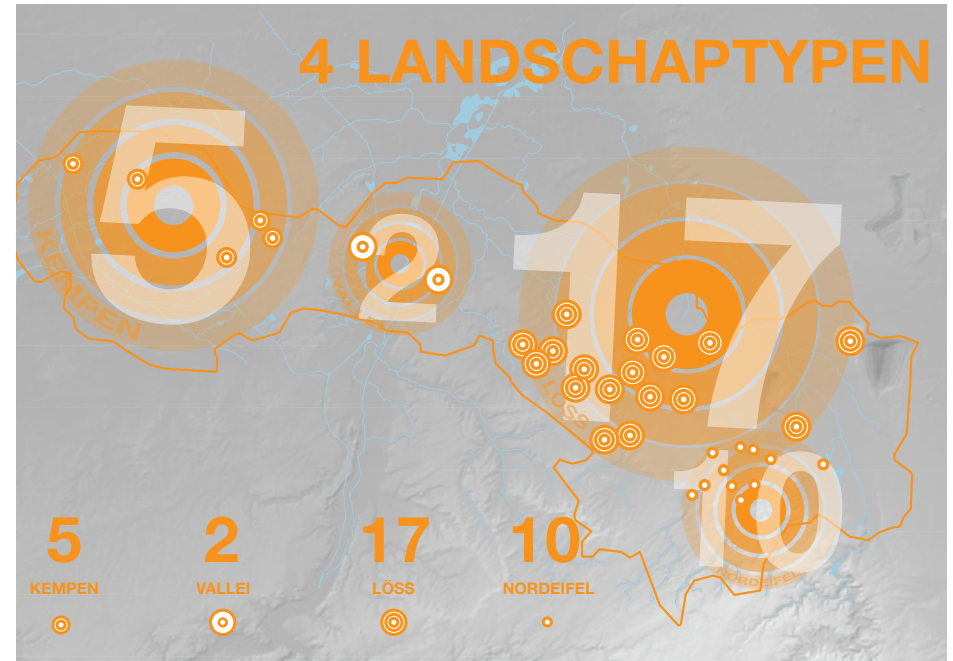 4 LANDSCHAPTYPEN
5
2
17
10
KEMPEN
LÖSS
NORDEIFEL
5
2
17
10
KEMPEN
VALLEI
LÖSS
NORDEIFEL